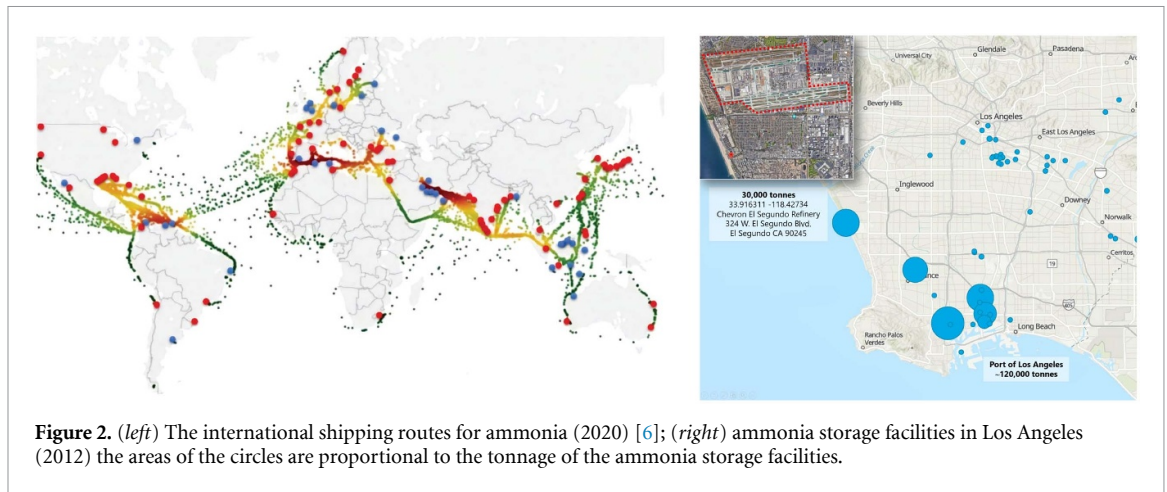 Universal City
Glendale
Pasadena
Beverly Hills
Los Angeles
East Los Angeles
30,000 tonnes
33.916311 -118.42734
Chevron El Segundo Refinery
324 W. El Segundo Blvd.
El Segundo CA 90245
Inglewood
Downey
Norwalk
Cerritos
19
405
Long Beach
Rancho Palos
Verdes
Port of Los Angeles
~120,000 tonnes
Figure 2. (left) The international shipping routes for ammonia (2020) [6]; (right) ammonia storage facilities in Los Angeles
(2012) the areas of the circles are proportional to the tonnage of the ammonia storage facilities.